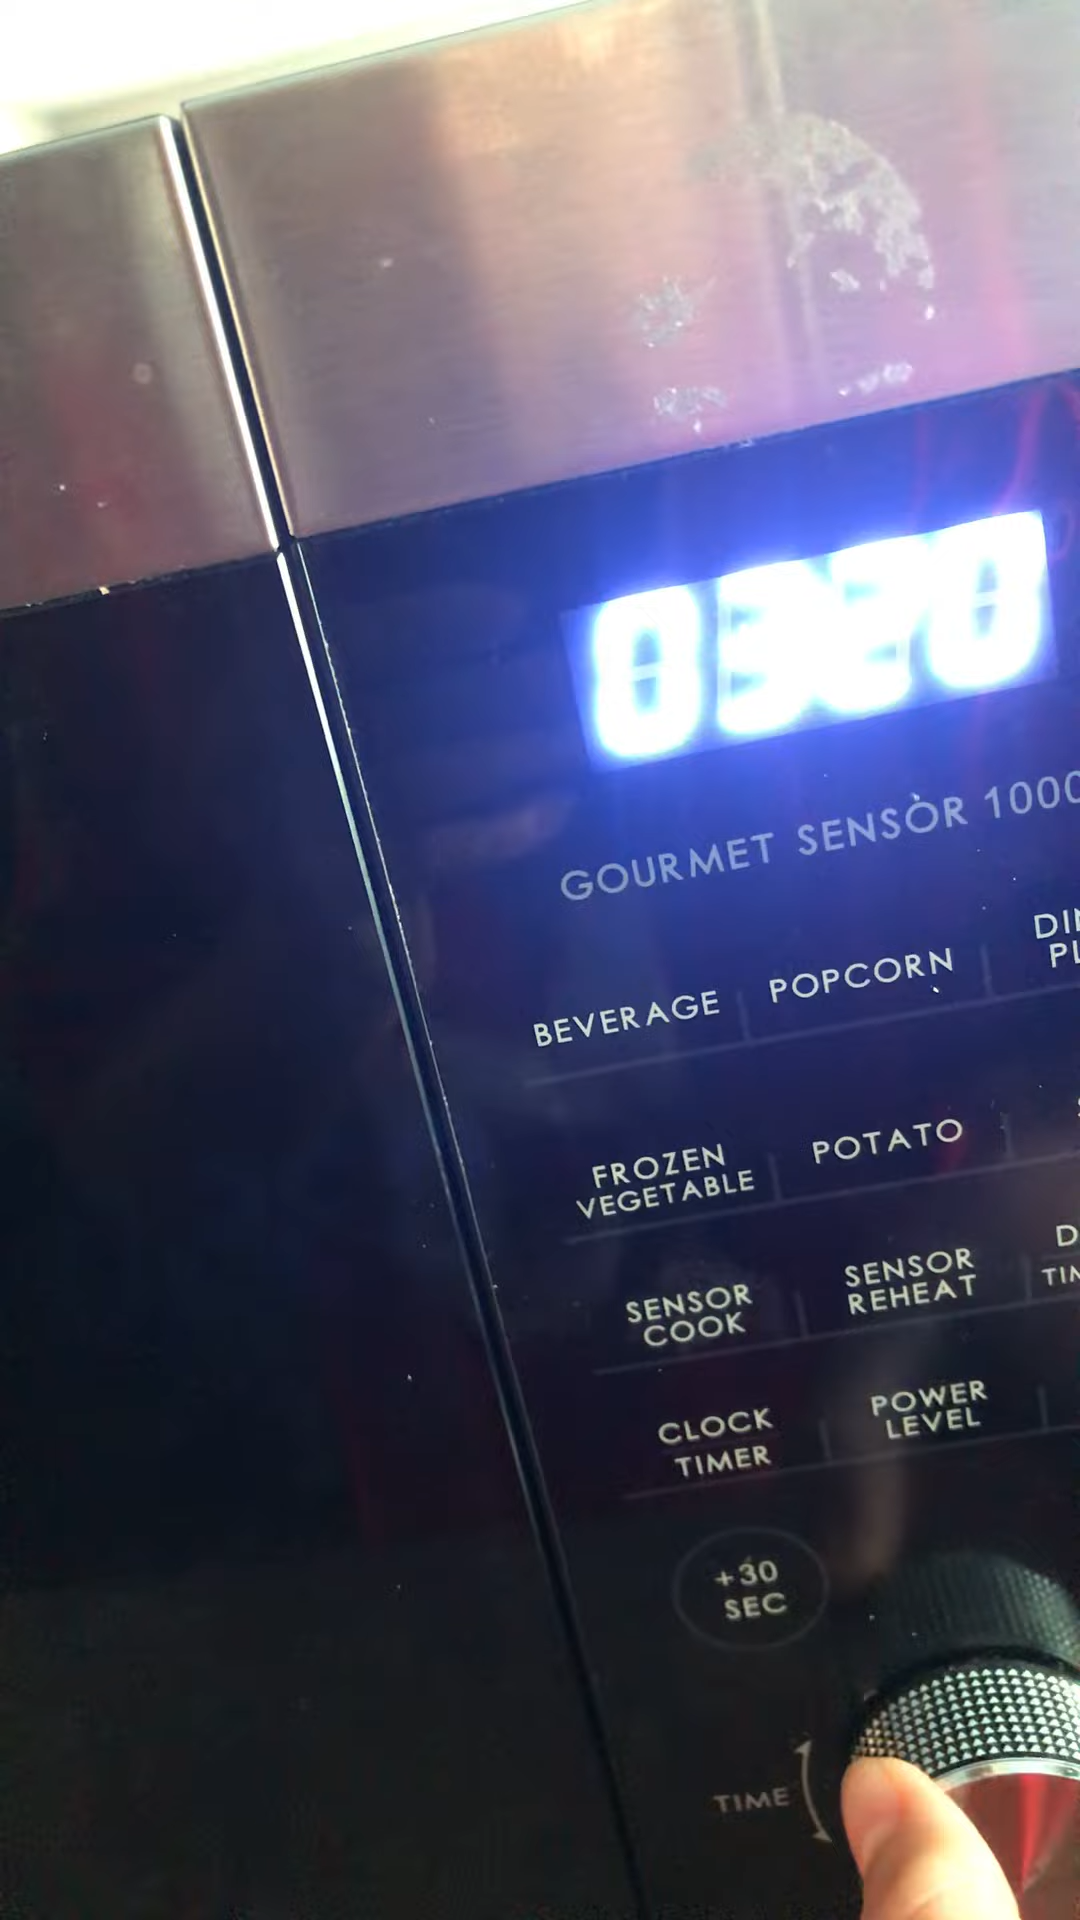 0320
GOURMET SENSOR 1000
BEVERAGE
POPCORN
FROZEN
VEGETABLE
POTATO
SENSOR
COOK
SENSOR
REHEAT
CLOCK
TIMER
POWER
LEVEL
+30
SEC
TIME